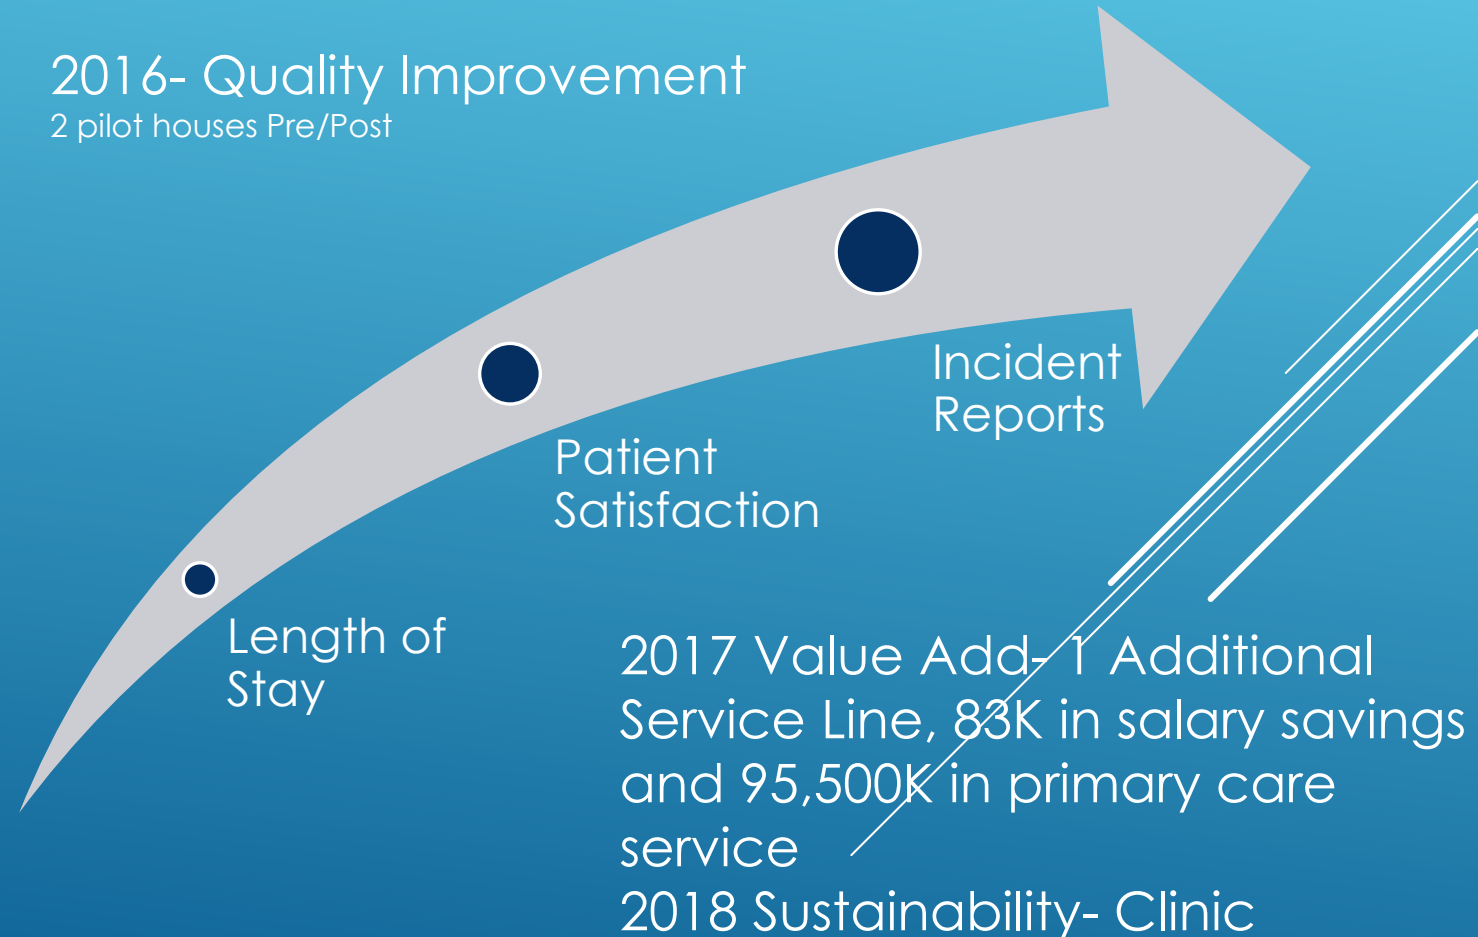 2016- Quality Improvement
2 pilot houses Pre/Post
Incident
Reports
Patient
Satisfaction
Length of
Stay
2017 Value Add- 1 Additional
Service Line, 83K in salary savings
and 95,500K in primary care
service
2018 Sustainability- Clinic